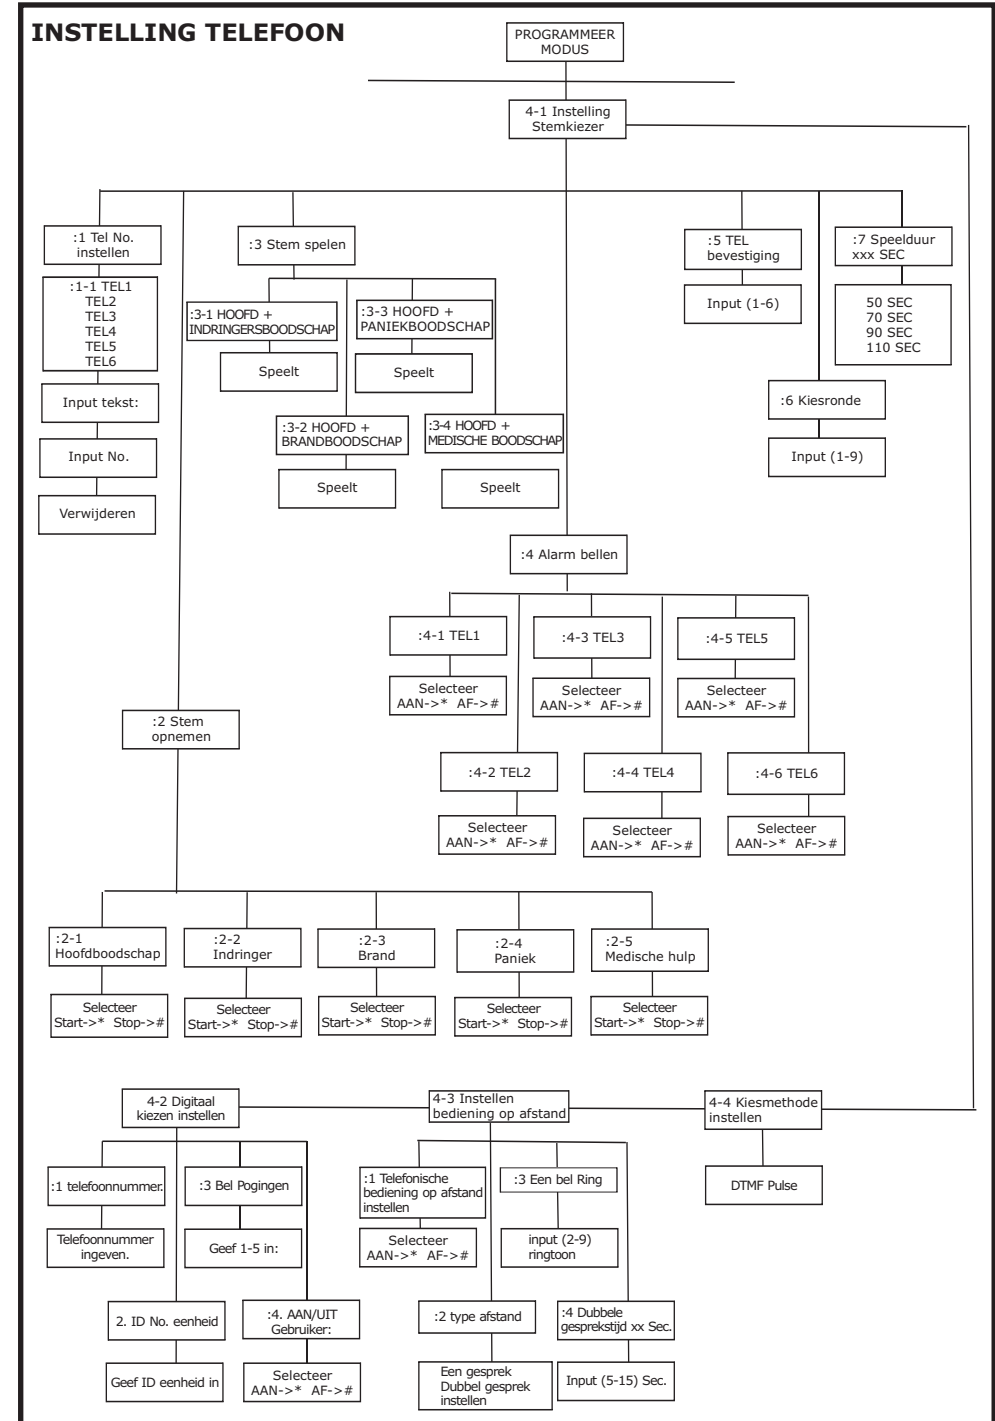 INSTELLING TELEFOON
PROGRAMMEER
MODUS
4-1 Instelling
Stemkiezer
:1 Tel No.
instellen
:3 Stem spelen
:5 TEL
bevestiging
:7 Speelduur
xxx SEC
:1-1 TEL1
TEL2
TEL3
TEL4
TEL5
TEL6
:3-1 HOOFD +
INDRINGERSBOODSCHAP
:3-3 HOOFD +
PANIEKBOODSCHAP
Input (1-6)
50 SEC
70 SEC
90 SEC
110 SEC
Speelt
Speelt
Input tekst:
:6 Kiesronde
:3-2 HOOFD +
BRANDBOODSCHAP
:3-4 HOOFD +
MEDISCHE BOODSCHAP
Input No.
Input (1-9)
Speelt
Speelt
Verwijderen
:4 Alarm bellen
:4-1 TEL1
:4-3 TEL3
:4-5 TEL5
Selecteer
AAN->* AF->#
Selecteer
AAN->* AF->#
Selecteer
AAN->* AF->#
:2 Stem
opnemen
:4-2 TEL2
:4-4 TEL4
:4-6 TEL6
Selecteer
AAN->* AF->#
Selecteer
AAN->* AF->#
Selecteer
AAN->* AF->#
:2-1
Hoofdboodschap
:2-2
Indringer
:2-3
Brand
:2-4
Paniek
:2-5
Medische hulp
Selecteer
Start->* Stop->#
Selecteer
Start->* Stop->#
Selecteer
Start->* Stop->#
Selecteer
Start->* Stop->#
Selecteer
Start->* Stop->#
4-2 Digitaal
kiezen instellen
4-3 Instellen
bediening op afstand
4-4 Kiesmethode
instellen
:1 telefoonnummer.
:3 Bel Pogingen
:1 Telefonische
bediening op afstand
instellen
:3 Een bel Ring
DTMF Pulse
Telefoonnummer
ingeven.
Geef 1-5 in:
Selecteer
AAN->* AF->#
input (2-9)
ringtoon
2. ID No. eenheid
:4. AAN/UIT
Gebruiker:
:2 type afstand
:4 Dubbele
gesprekstijd xx Sec.
Geef ID eenheid in
Selecteer
AAN->* AF->#
Een gesprek
Dubbel gesprek
instellen
Input (5-15) Sec.